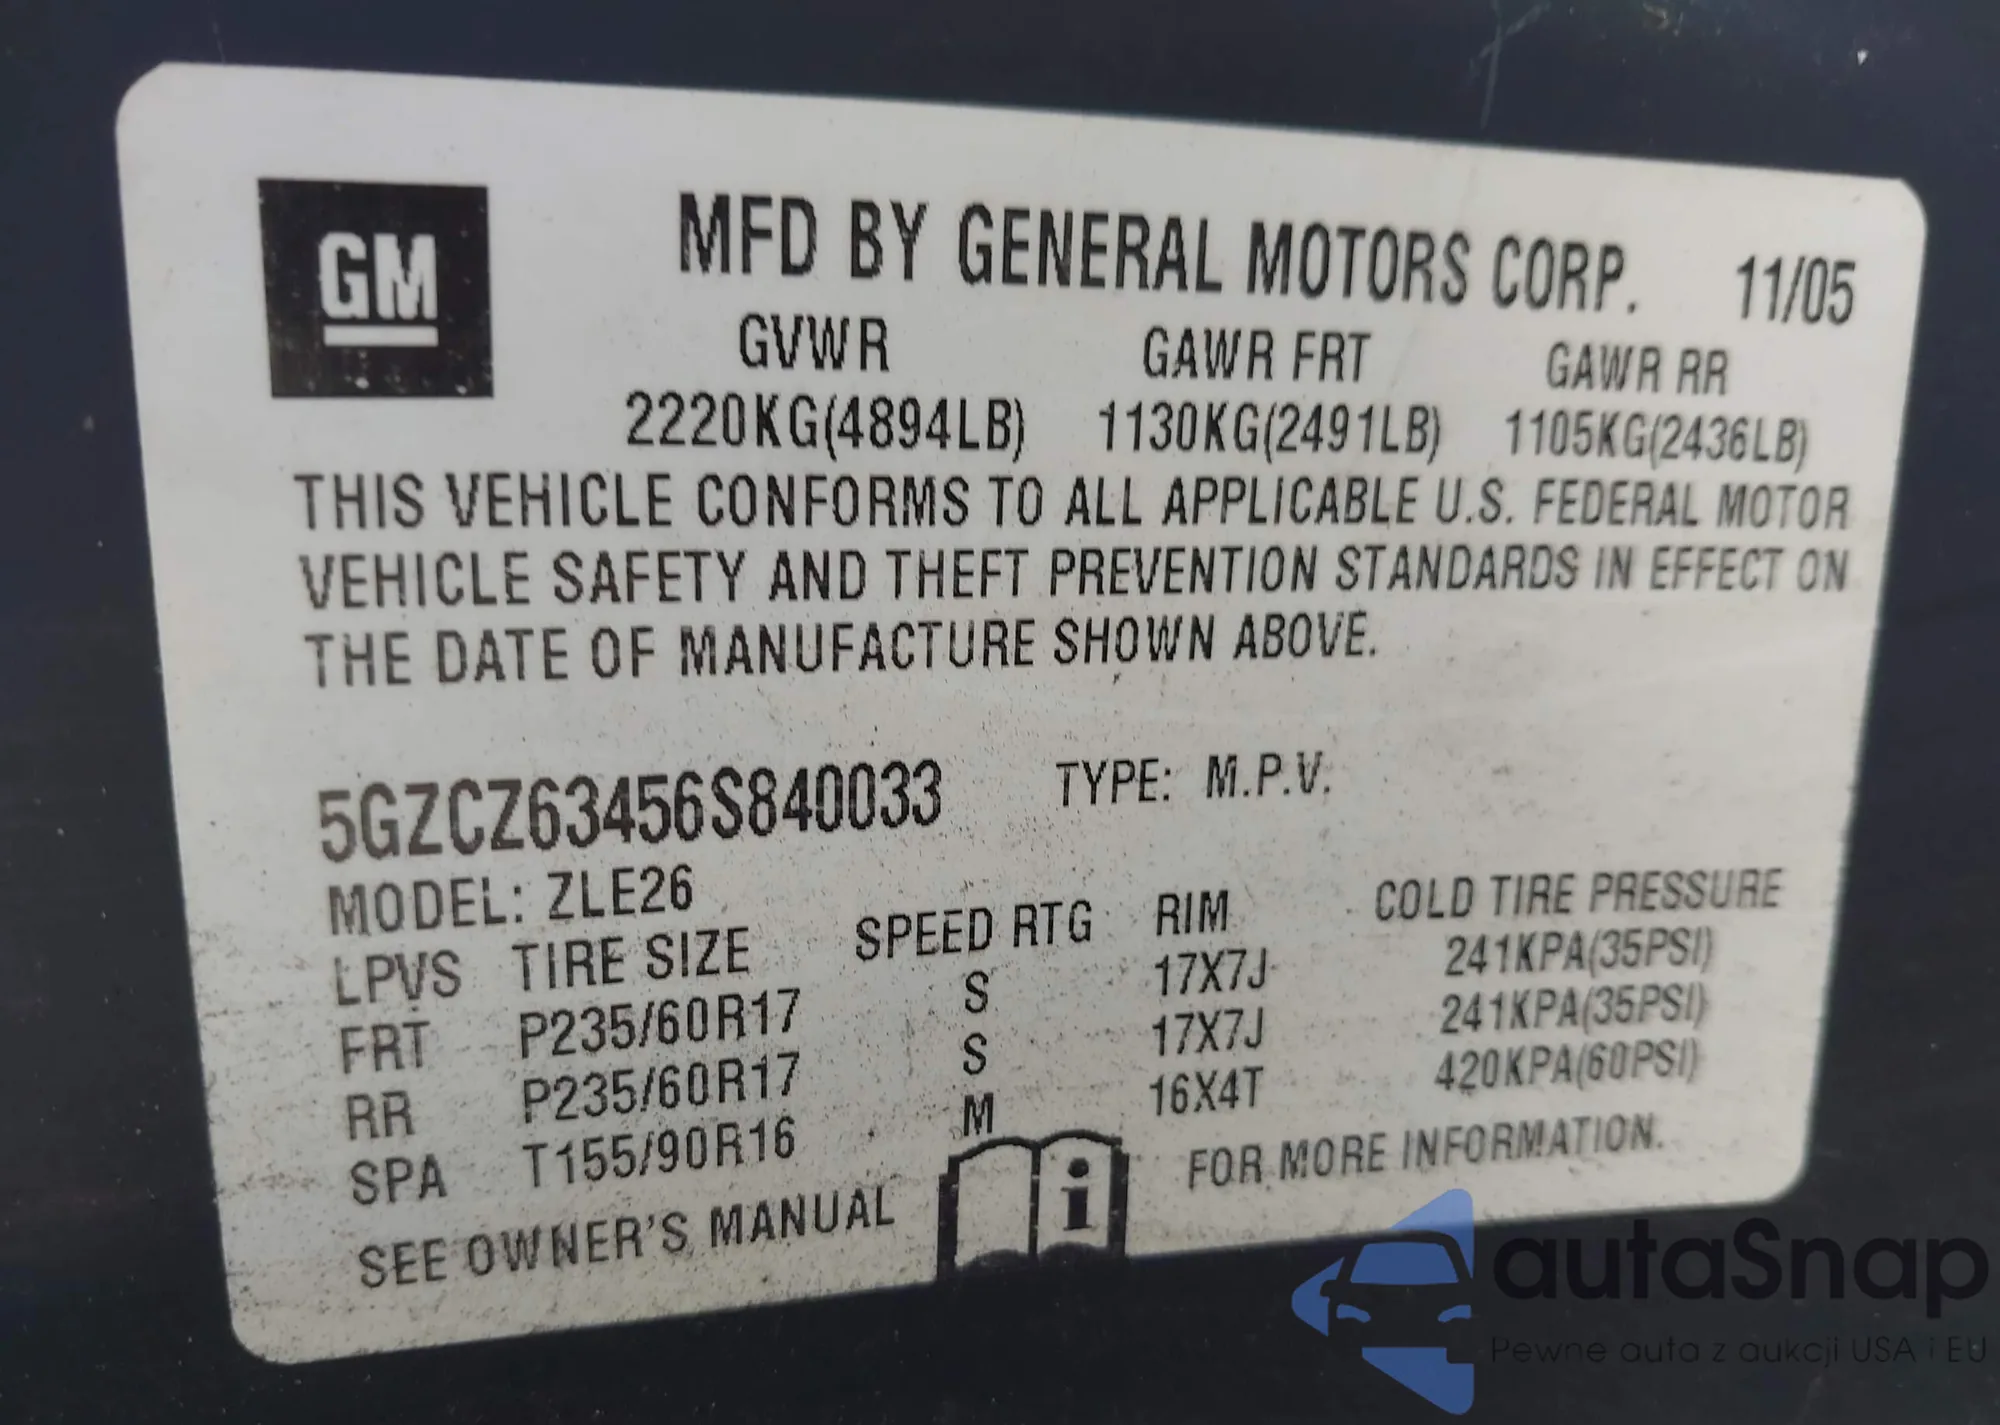 GM
MFD BY GENERAL MOTORS CORP. 11/05
GVWR GAWR FRT GAWR RR
2220KG(4894LB) 1130KG(2491LB) 1105KG(2436LB)
THIS VEHICLE CONFORMS TO ALL APPLICABLE U.S. FEDERAL MOTOR
VEHICLE SAFETY AND THEFT PREVENTION STANDARDS IN EFFECT ON
THE DATE OF MANUFACTURE SHOWN ABOVE.
5GZCZ63456S840033 TYPE: M.P.V.
MODEL: ZLE26
LPVS TIRE SIZE SPEED RTG RIM COLD TIRE PRESSURE
FRT P235/60R17 S 17X7J 241KPA(35PSI)
RR P235/60R17 S 17X7J 241KPA(35PSI)
SPA T155/90R16 M 16X4T 420KPA(60PSI)
SEE OWNER'S MANUAL i FOR MORE INFORMATION.
autaSnap
Pewne auta z aukcji USA i EU